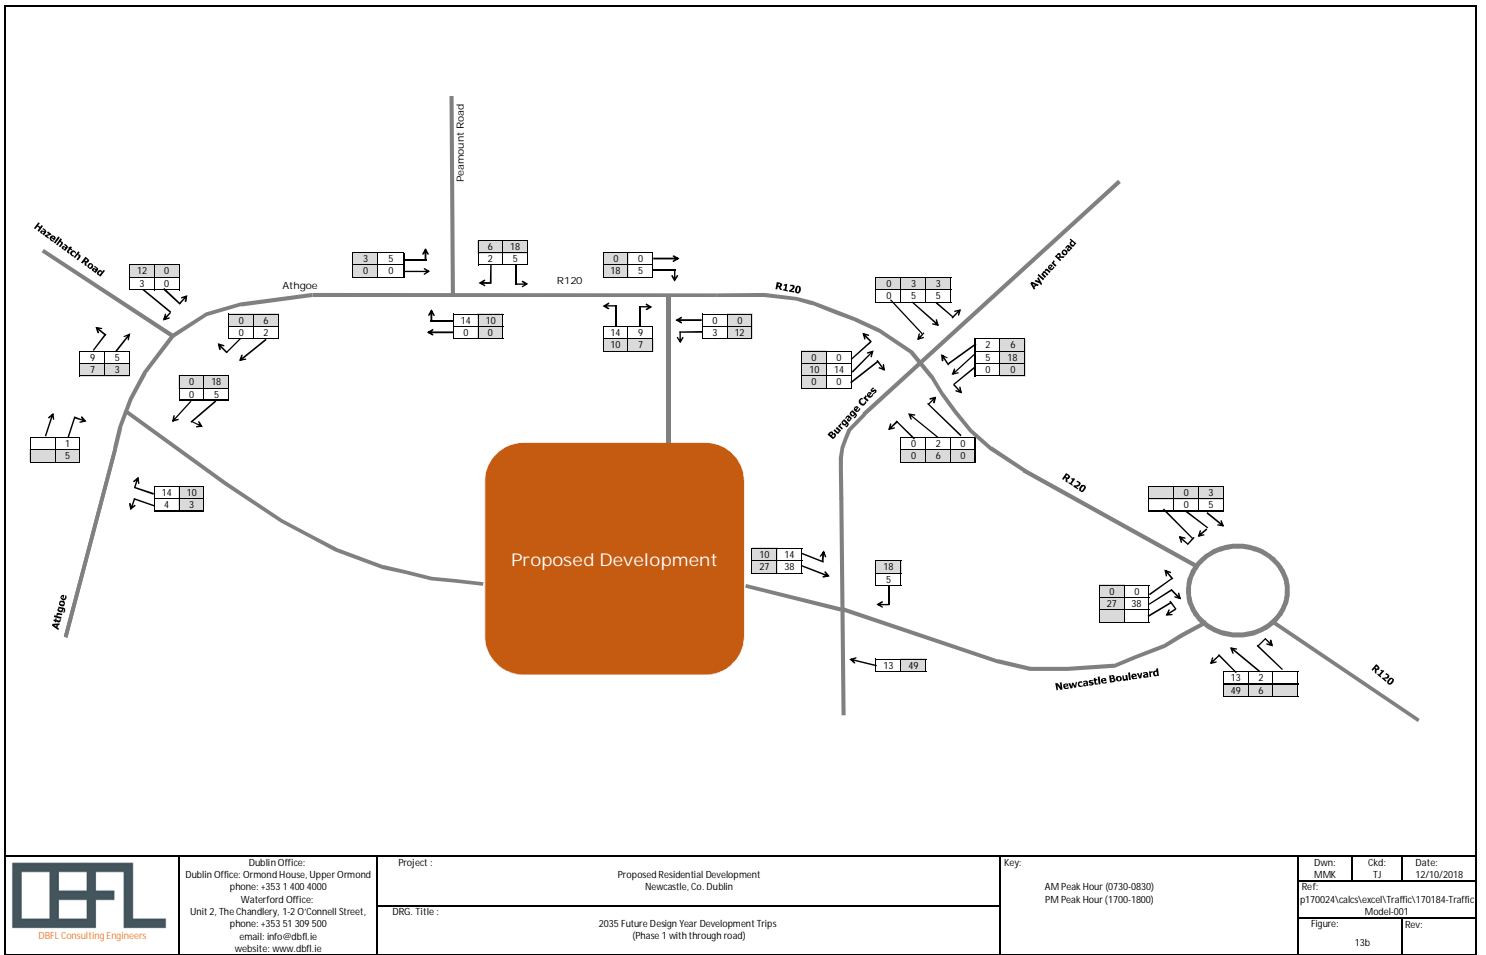 Peamount Road
Hazelhatch Road
Aylmer Road
12 0
3 0
3 5
0 0
6 18
2 5
0 0
18 5
Athgoe
R120
R120
0 3 3
0 5 5
0 6
0 2
14 10
0 0
14 9
10 7
0 0
3 12
9 5
7 3
0 0
10 14
0 0
2 6
5 18
0 0
0 18
0 5
Burgage Cres
1
5
0 2 0
0 6 0
R120
14 10
4 3
0 3
0 5
Proposed Development
10 14
27 38
18
5
0 0
27 38
Athgoe
13 49
Newcastle Boulevard
13 2
49 6
R120
DBFL
DBFL Consulting Engineers
Dublin Office:
Dublin Office: Ormond House, Upper Ormond
phone: +353 1 400 4000
Waterford Office:
Unit 2, The Chandlery, 1-2 O'Connell Street,
phone: +353 51 309 500
email: info@dbfl.ie
website: www.dbfl.ie
Project :
Proposed Residential Development
Newcastle, Co. Dublin
DRG. Title :
2035 Future Design Year Development Trips
(Phase 1 with through road)
Key:
AM Peak Hour (0730-0830)
PM Peak Hour (1700-1800)
Dwn: Ckd: Date:
MMK TJ 12/10/2018
Ref:
p170024\calcs\excel\Traffic\170184-Traffic
Model-001
Figure: Rev:
13b